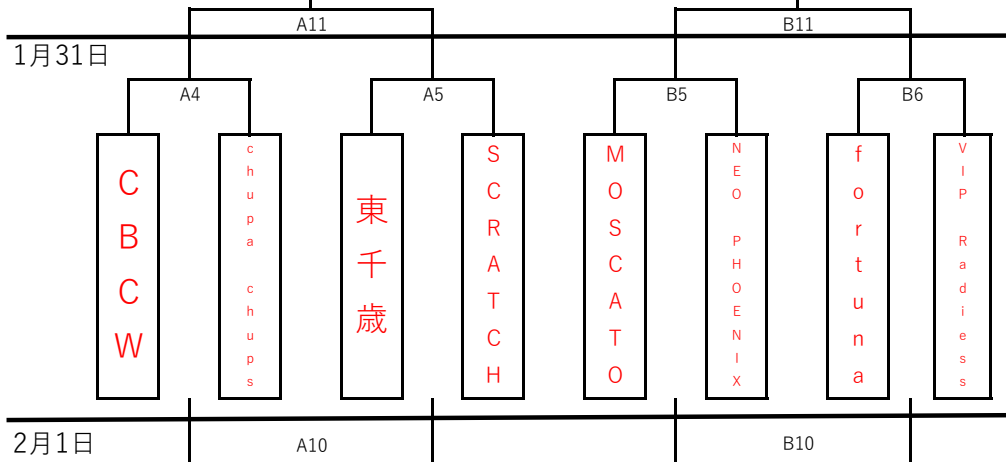 A11
B11
1月31日
A4
A5
B5
B6
CBCW
chupa chups
東千歳
SCRATCH
MOSCATO
NEO PHOENIX
fortuna
VIP Radiess
2月1日
A10
B10